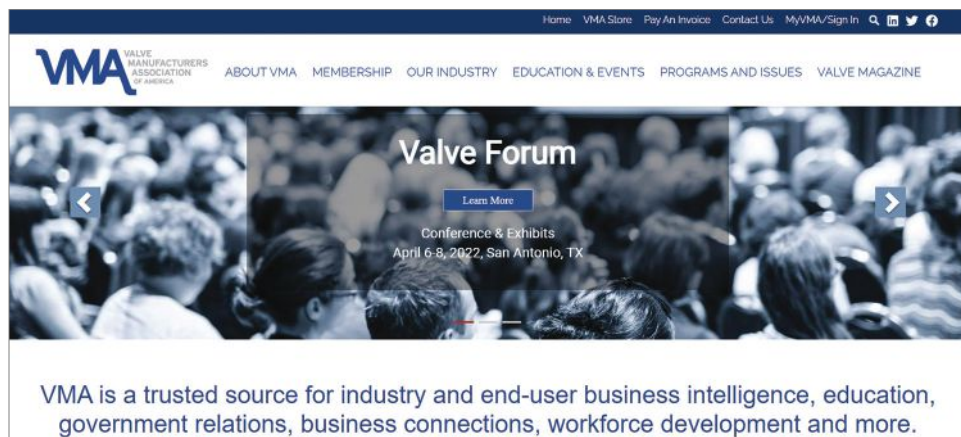 Home VMA Store Pay An Invoice Contact Us MyVMA/Sign In
VMA VALVE
MANUFACTURERS
ASSOCIATION
OF AMERICA
ABOUT VMA MEMBERSHIP OUR INDUSTRY EDUCATION & EVENTS PROGRAMS AND ISSUES VALVE MAGAZINE
Valve Forum
Learn More
Conference & Exhibits
April 6-8, 2022, San Antonio, TX
VMA is a trusted source for industry and end-user business intelligence, education,
government relations, business connections, workforce development and more.